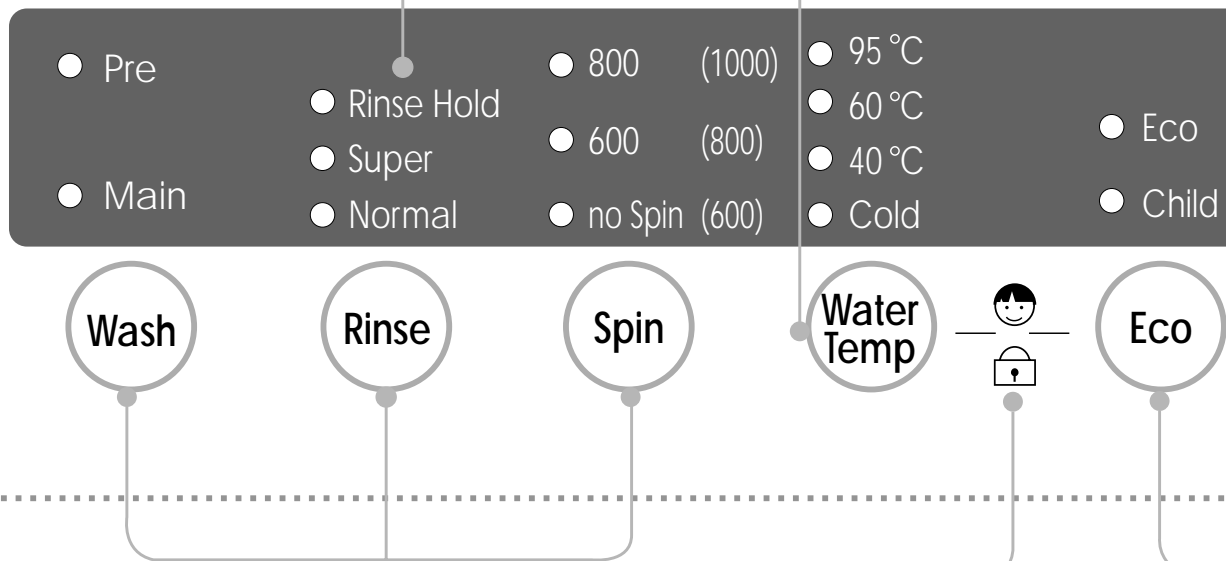 Pre
Main
Rinse Hold
Super
Normal
800 (1000)
600 (800)
no Spin (600)
95 °C
60 °C
40 °C
Cold
Eco
Child
Wash
Rinse
Spin
Water
Temp
Eco